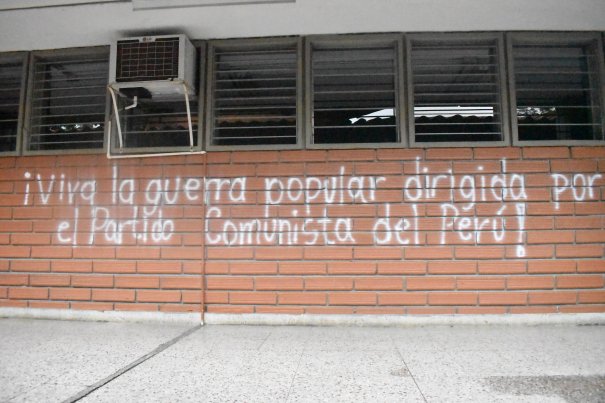 ¡Viva la guerra popular dirigida por
el Partido Comunista del Perú!